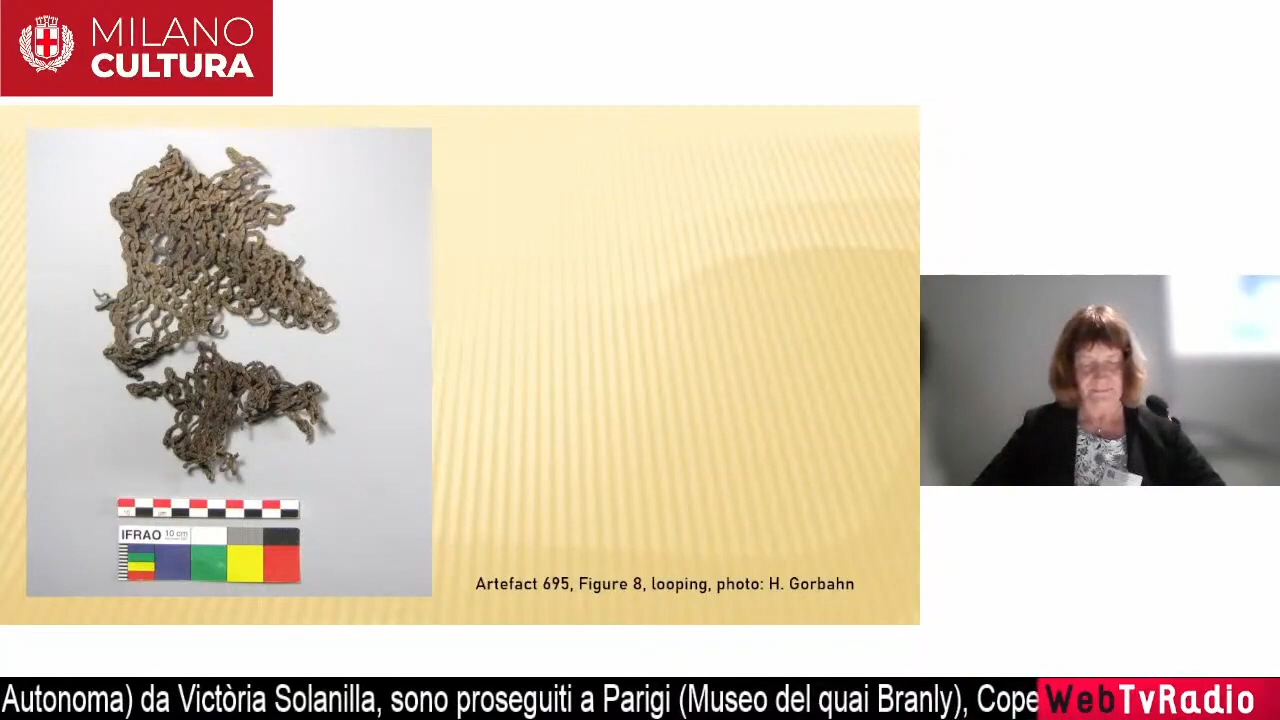 MILANO
CULTURA
IFRAO 10 cm
Artefact 695, Figure 8, looping, photo: H. Gorbahn
Autonoma) da Victòria Solanilla, sono proseguiti a Parigi (Museo del quai Branly), Cope
WebTvRadio